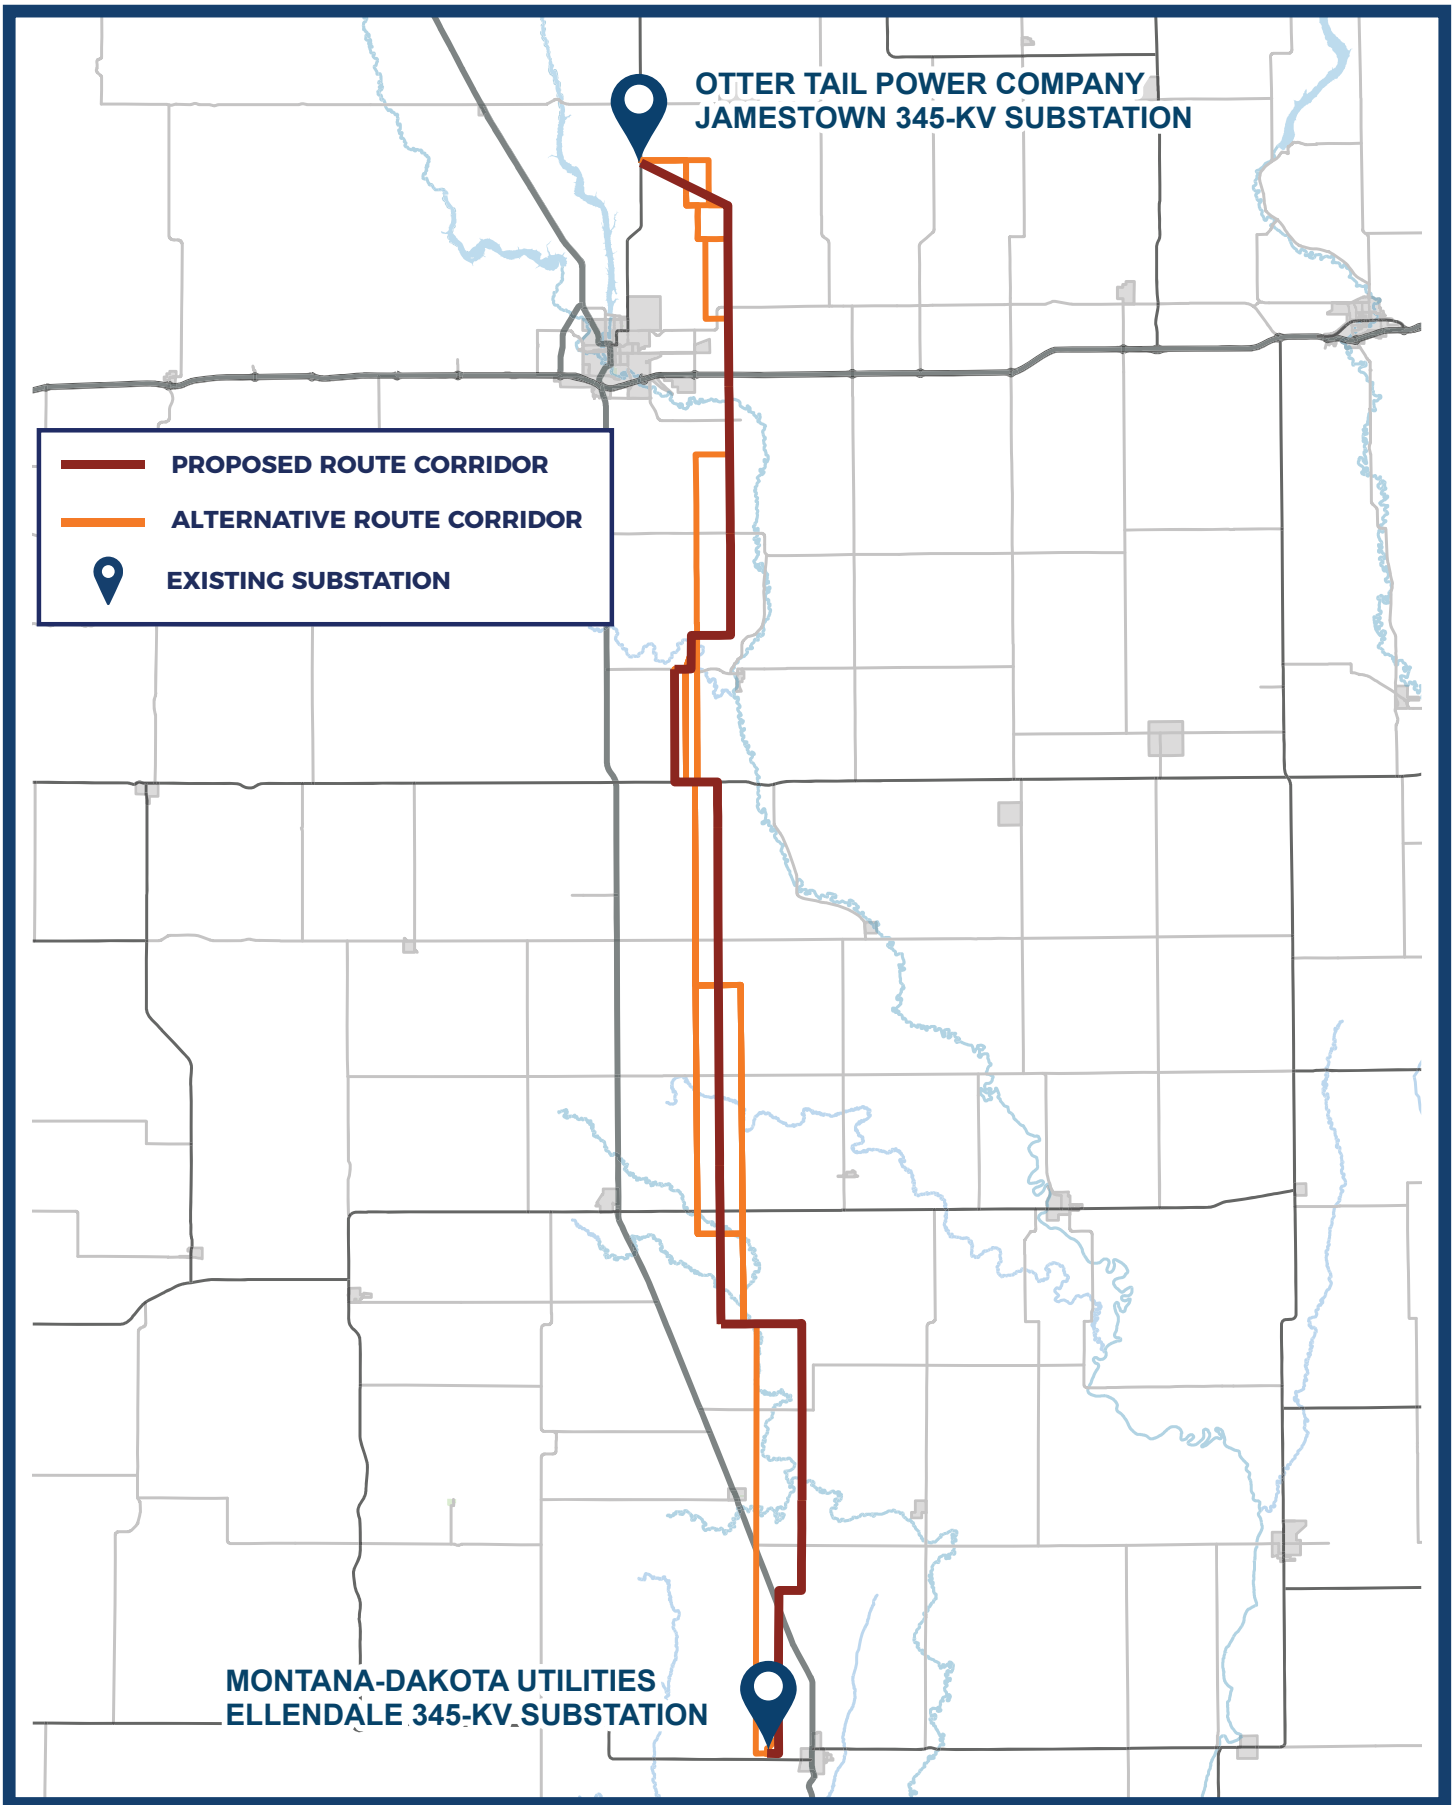 OTTER TAIL POWER COMPANY
JAMESTOWN 345-KV SUBSTATION
PROPOSED ROUTE CORRIDOR
ALTERNATIVE ROUTE CORRIDOR
EXISTING SUBSTATION
MONTANA-DAKOTA UTILITIES
ELLENDALE 345-KV SUBSTATION